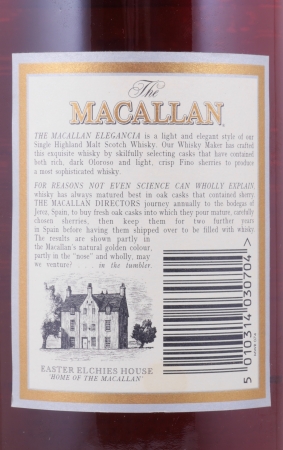 The
MACALLAN
THE MACALLAN ELEGANCIA is a light and elegant style of our
Single Highland Malt Scotch Whisky. Our Whisky Maker has crafted
this exquisite whisky by skilfully selecting casks that have contained
both rich, dark Oloroso and light, crisp Fino sherries to produce
a most sophisticated whisky.
FOR REASONS NOT EVEN SCIENCE CAN WHOLLY EXPLAIN
whisky has always matured best in oak casks that contained sherry
THE MACALLAN DIRECTORS journey annually to the bodegas of
Jerez, Spain, to buy fresh oak casks into which they pour mature, carefully
chosen sherries, then keep them for two further years
in Spain before having them shipped over to be filled with whisky
The results are shown partly in
the Macallan's natural golden colour,
partly in the "nose" and wholly, may
we venture? in the tumbler.
EASTER ELCHIES HOUSE
'HOME OF THE MACALLAN'
5 010314 030704 >